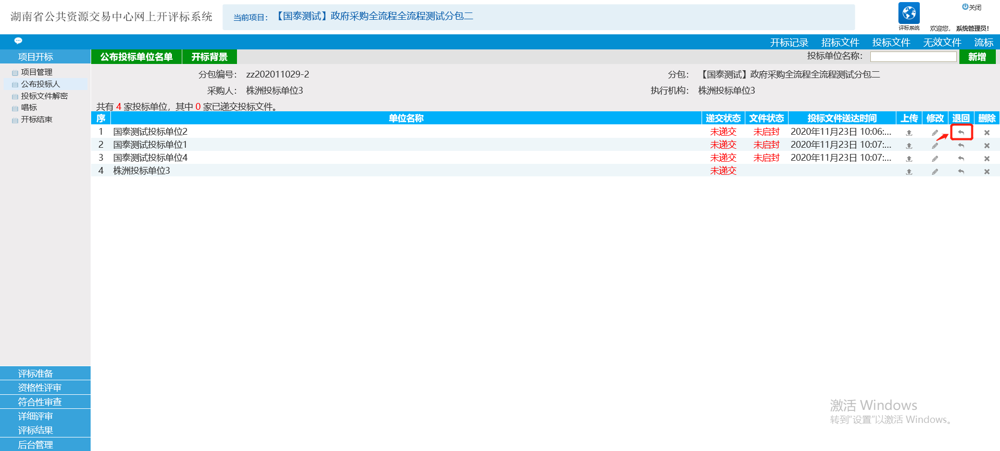 湖南省公共资源交易中心网上开评标系统
当前项目： 【国泰测试】政府采购全流程全流程测试分包二
评标系统
关闭
欢迎您， 系统管理员!
开标记录 招标文件 投标文件 无效文件 流标
项目开标
项目管理
公布投标人
投标文件解密
唱标
开标结束
公布投标单位名单 开标背景
投标单位名称： 新增
分包编号： zz202011029-2
分包： 【国泰测试】政府采购全流程全流程测试分包二
采购人： 株洲投标单位3
执行机构： 株洲投标单位3
共有 4 家投标单位，其中 0 家已递交投标文件。
序 单位名称 递交状态 文件状态 投标文件送达时间 上传 修改 退回 删除
1 国泰测试投标单位2 未递交 未启封 2020年11月23日 10:06:...
2 国泰测试投标单位1 未递交 未启封 2020年11月23日 10:07:...
3 国泰测试投标单位4 未递交 未启封 2020年11月23日 10:07:...
4 株洲投标单位3 未递交
评标准备
资格性评审
符合性审查
详细评审
评标结果
后台管理
激活 Windows
转到“设置”以激活 Windows。